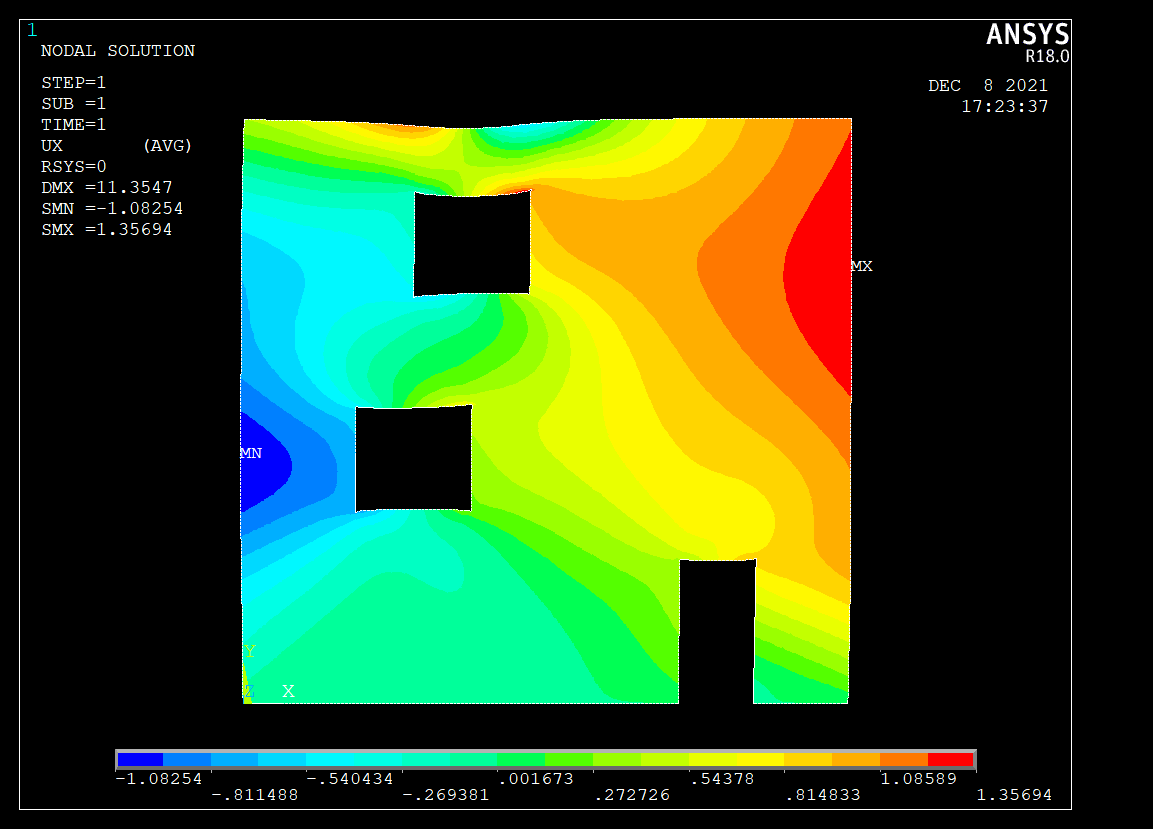 1
ANSYS
R18.0
NODAL SOLUTION
DEC 8 2021
17:23:37
STEP=1
SUB =1
TIME=1
UX (AVG)
RSYS=0
DMX =11.3547
SMN =-1.08254
SMX =1.35694
MX
MN
Y
Z X
-1.08254 -.540434 .001673 .54378 1.08589
-.811488 -.269381 .272726 .814833 1.35694